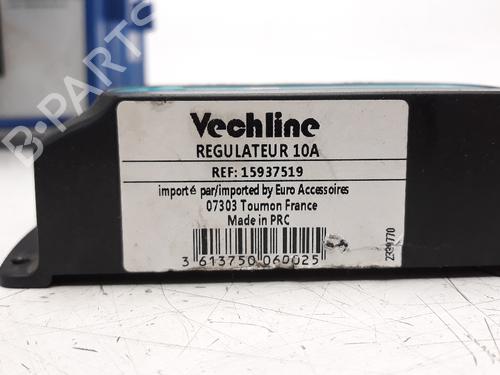 Vechline
REGULATEUR 10A
REF: 15937519
importé par/imported by Euro Accessoires
07303 Tournon France
Made in PRC
3 613750 060025
2334770
B-PARTS